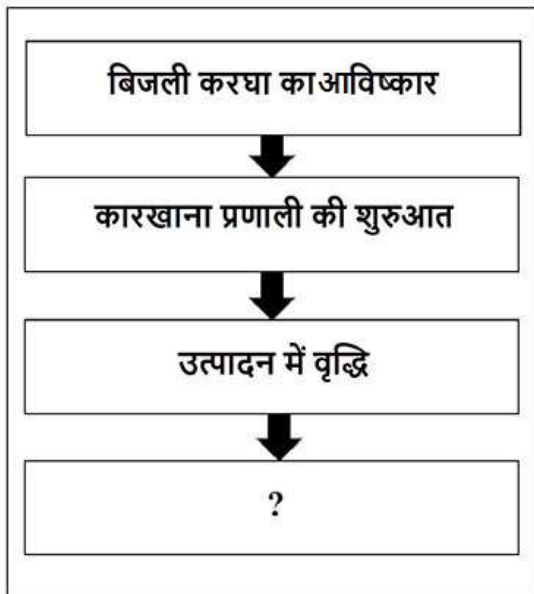 बिजली करघा का आविष्कार
कारखाना प्रणाली की शुरुआत
उत्पादन में वृद्धि
?